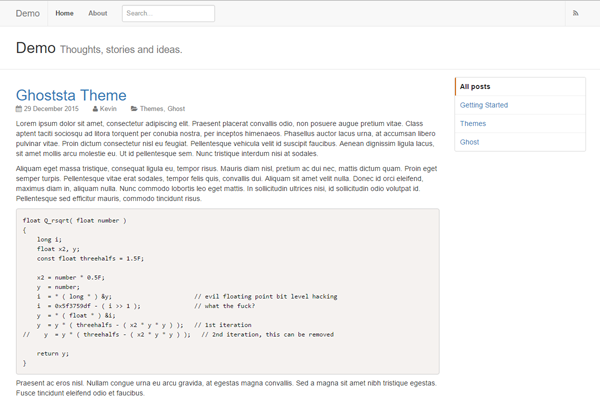 Demo Home About Search...
Demo Thoughts, stories and ideas.
Ghoststa Theme
29 December 2015 Kevin Themes, Ghost
Lorem ipsum dolor sit amet, consectetur adipiscing elit. Praesent placerat convallis odio, non posuere augue pretium vitae. Class
aptent taciti sociosqu ad litora torquent per conubia nostra, per inceptos himenaeos. Phasellus auctor lacus urna, at accumsan libero
pulvinar vitae. Proin dictum consectetur nisl eu feugiat. Pellentesque vehicula velit id suscipit faucibus. Aenean dignissim ligula lacus,
sit amet mollis arcu molestie eu. Ut id pellentesque sem. Nunc tristique interdum nisi at sodales.
Aliquam eget massa tristique, consequat ligula eu, tempor risus. Mauris diam nisl, pretium ac dui nec, mattis dictum quam. Proin eget
semper turpis. Pellentesque vitae erat sodales, tempor felis quis, convallis dui. Aliquam sit amet velit nulla. Donec id orci eleifend,
maximus diam in, aliquam nulla. Nunc commodo lobortis leo eget mattis. In sollicitudin ultrices nisi, id sollicitudin odio volutpat id.
Pellentesque sed efficitur mauris, commodo tincidunt risus.
float Q_rsqrt( float number )
{
long i;
float x2, y;
const float threehalfs = 1.5F;
x2 = number * 0.5F;
y = number;
i = * ( long * ) &y; // evil floating point bit level hacking
i = 0x5f3759df - ( i >> 1 ); // what the fuck?
y = * ( float * ) &i;
y = y * ( threehalfs - ( x2 * y * y ) ); // 1st iteration
// y = y * ( threehalfs - ( x2 * y * y ) ); // 2nd iteration, this can be removed
return y;
}
Praesent ac eros nisl. Nullam congue urna eu arcu gravida, at egestas magna convallis. Sed a magna sit amet nibh tristique egestas.
Fusce tincidunt eleifend odio et faucibus.
All posts
Getting Started
Themes
Ghost